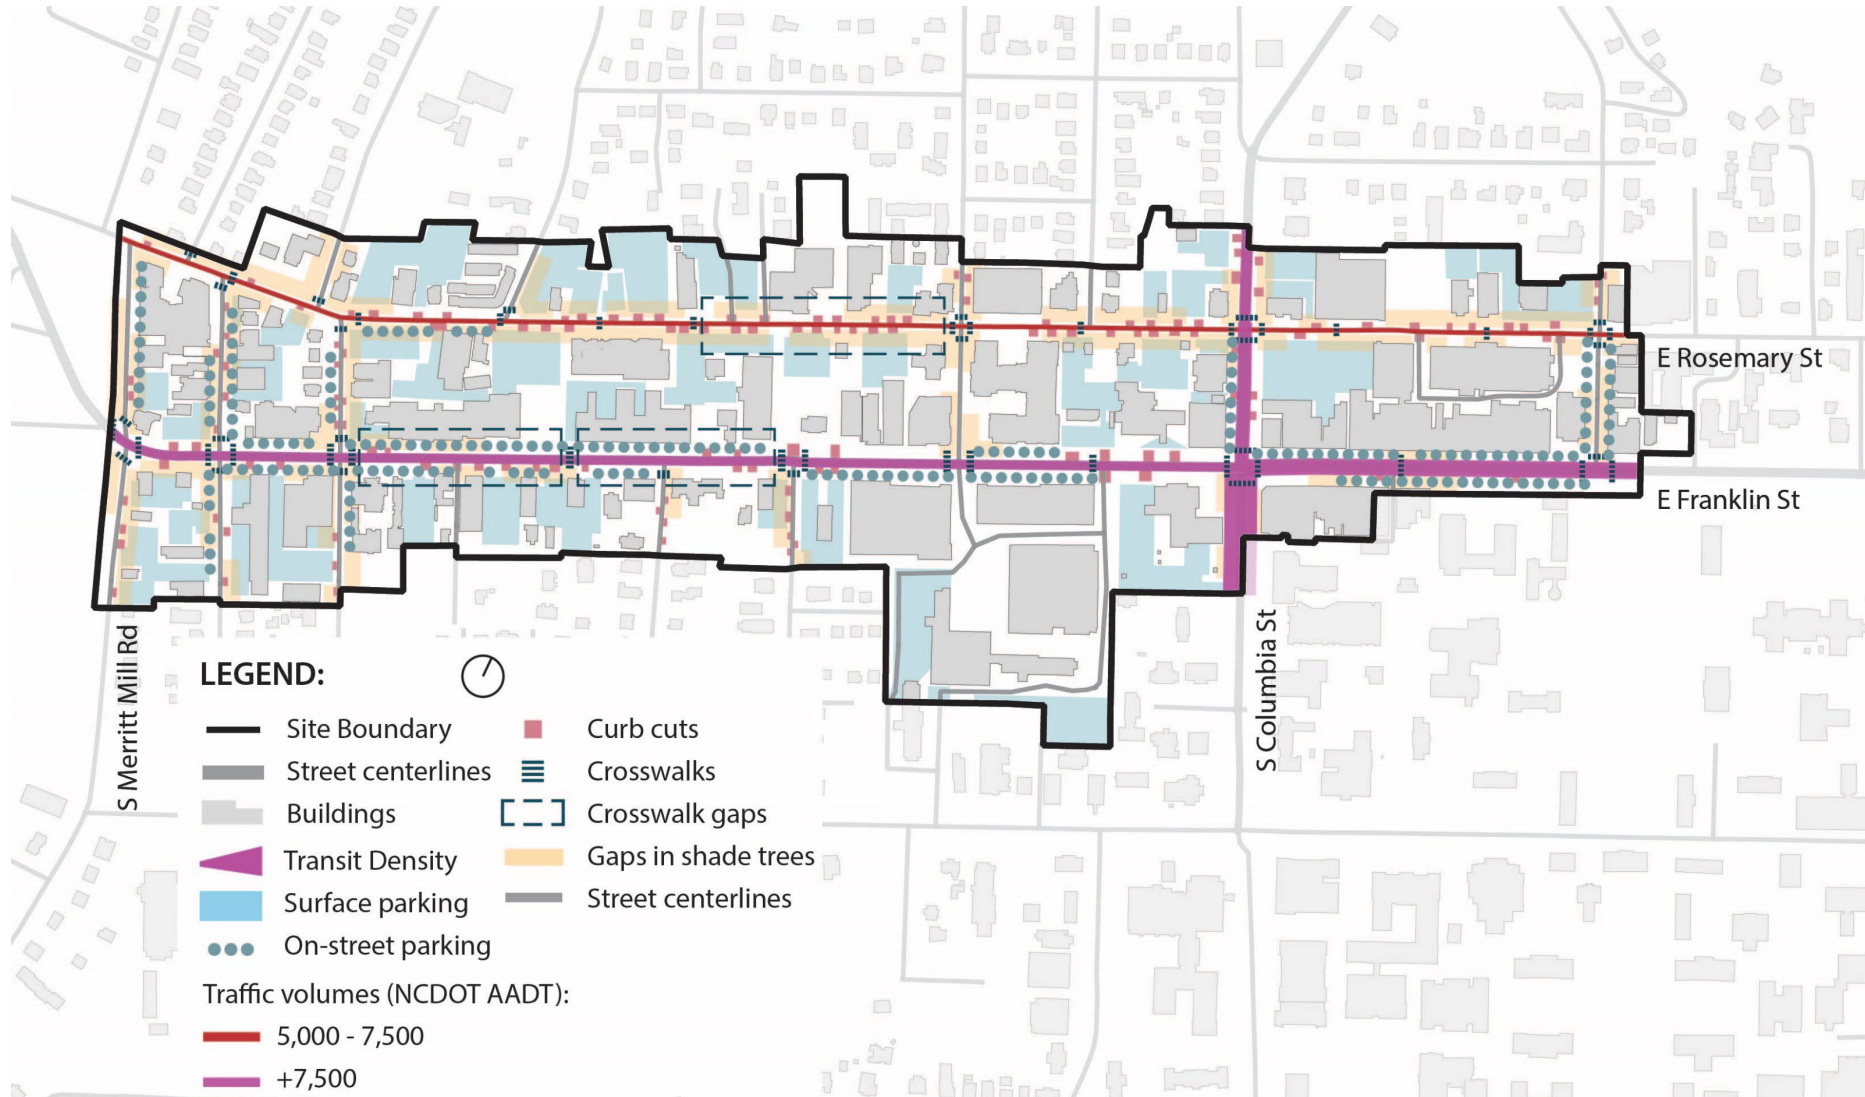 E Rosemary St
E Franklin St
S Merritt Mill Rd
S Columbia St
LEGEND:
Site Boundary
Street centerlines
Buildings
Transit Density
Surface parking
On-street parking
Curb cuts
Crosswalks
Crosswalk gaps
Gaps in shade trees
Street centerlines
Traffic volumes (NCDOT AADT):
5,000 - 7,500
+7,500